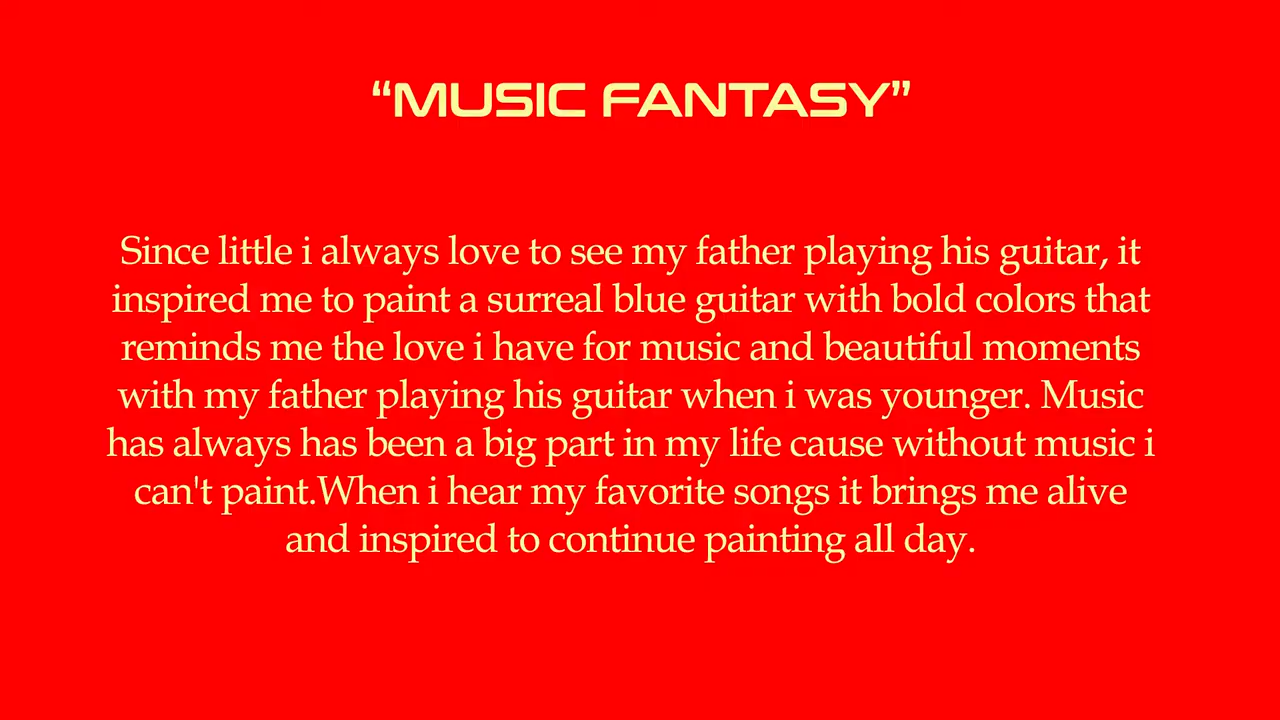 “MUSIC FANTASY”
Since little i always love to see my father playing his guitar, it
inspired me to paint a surreal blue guitar with bold colors that
reminds me the love i have for music and beautiful moments
with my father playing his guitar when i was younger. Music
has always has been a big part in my life cause without music i
can't paint.When i hear my favorite songs it brings me alive
and inspired to continue painting all day.